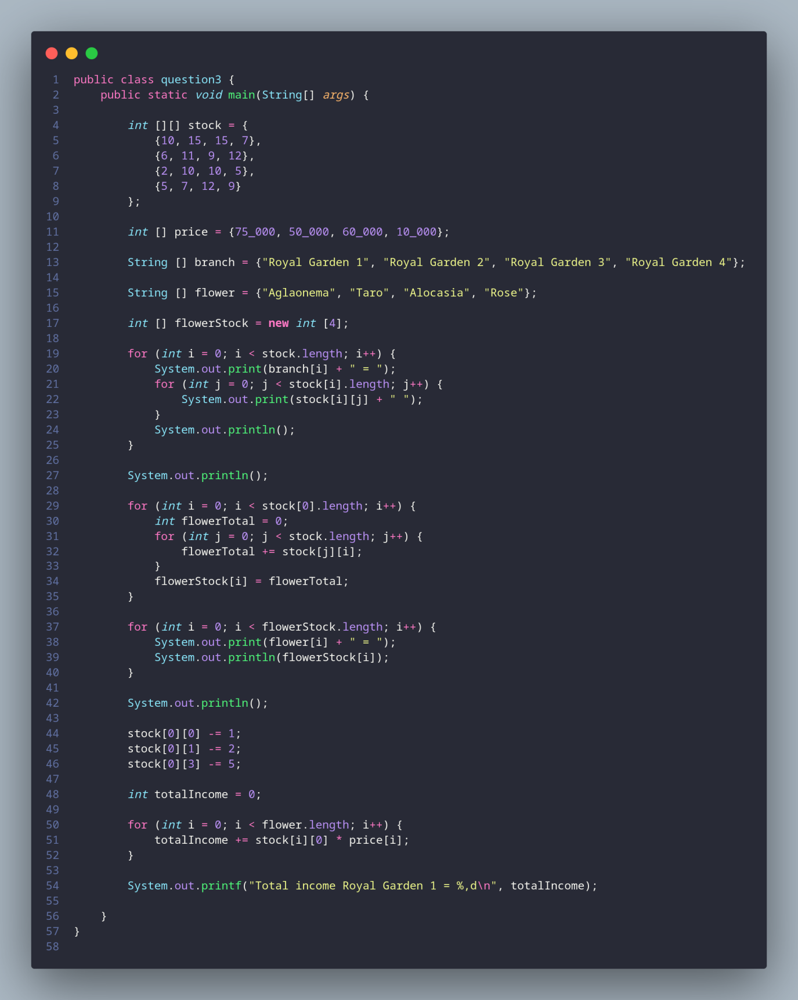 1 public class question3 {
2     public static void main(String[] args) {
3
4         int [][] stock = {
5             {10, 15, 15, 7},
6             {6, 11, 9, 12},
7             {2, 10, 10, 5},
8             {5, 7, 12, 9}
9         };
10
11         int [] price = {75_000, 50_000, 60_000, 10_000};
12
13         String [] branch = {"Royal Garden 1", "Royal Garden 2", "Royal Garden 3", "Royal Garden 4"};
14
15         String [] flower = {"Aglaonema", "Taro", "Alocasia", "Rose"};
16
17         int [] flowerStock = new int [4];
18
19         for (int i = 0; i < stock.length; i++) {
20             System.out.print(branch[i] + " = ");
21             for (int j = 0; j < stock[i].length; j++) {
22                 System.out.print(stock[i][j] + " ");
23             }
24             System.out.println();
25         }
26
27         System.out.println();
28
29         for (int i = 0; i < stock[0].length; i++) {
30             int flowerTotal = 0;
31             for (int j = 0; j < stock.length; j++) {
32                 flowerTotal += stock[j][i];
33             }
34             flowerStock[i] = flowerTotal;
35         }
36
37         for (int i = 0; i < flowerStock.length; i++) {
38             System.out.print(flower[i] + " = ");
39             System.out.println(flowerStock[i]);
40         }
41
42         System.out.println();
43
44         stock[0][0] -= 1;
45         stock[0][1] -= 2;
46         stock[0][3] -= 5;
47
48         int totalIncome = 0;
49
50         for (int i = 0; i < flower.length; i++) {
51             totalIncome += stock[i][0] * price[i];
52         }
53
54         System.out.printf("Total income Royal Garden 1 = %,d\n", totalIncome);
55
56     }
57 }
58